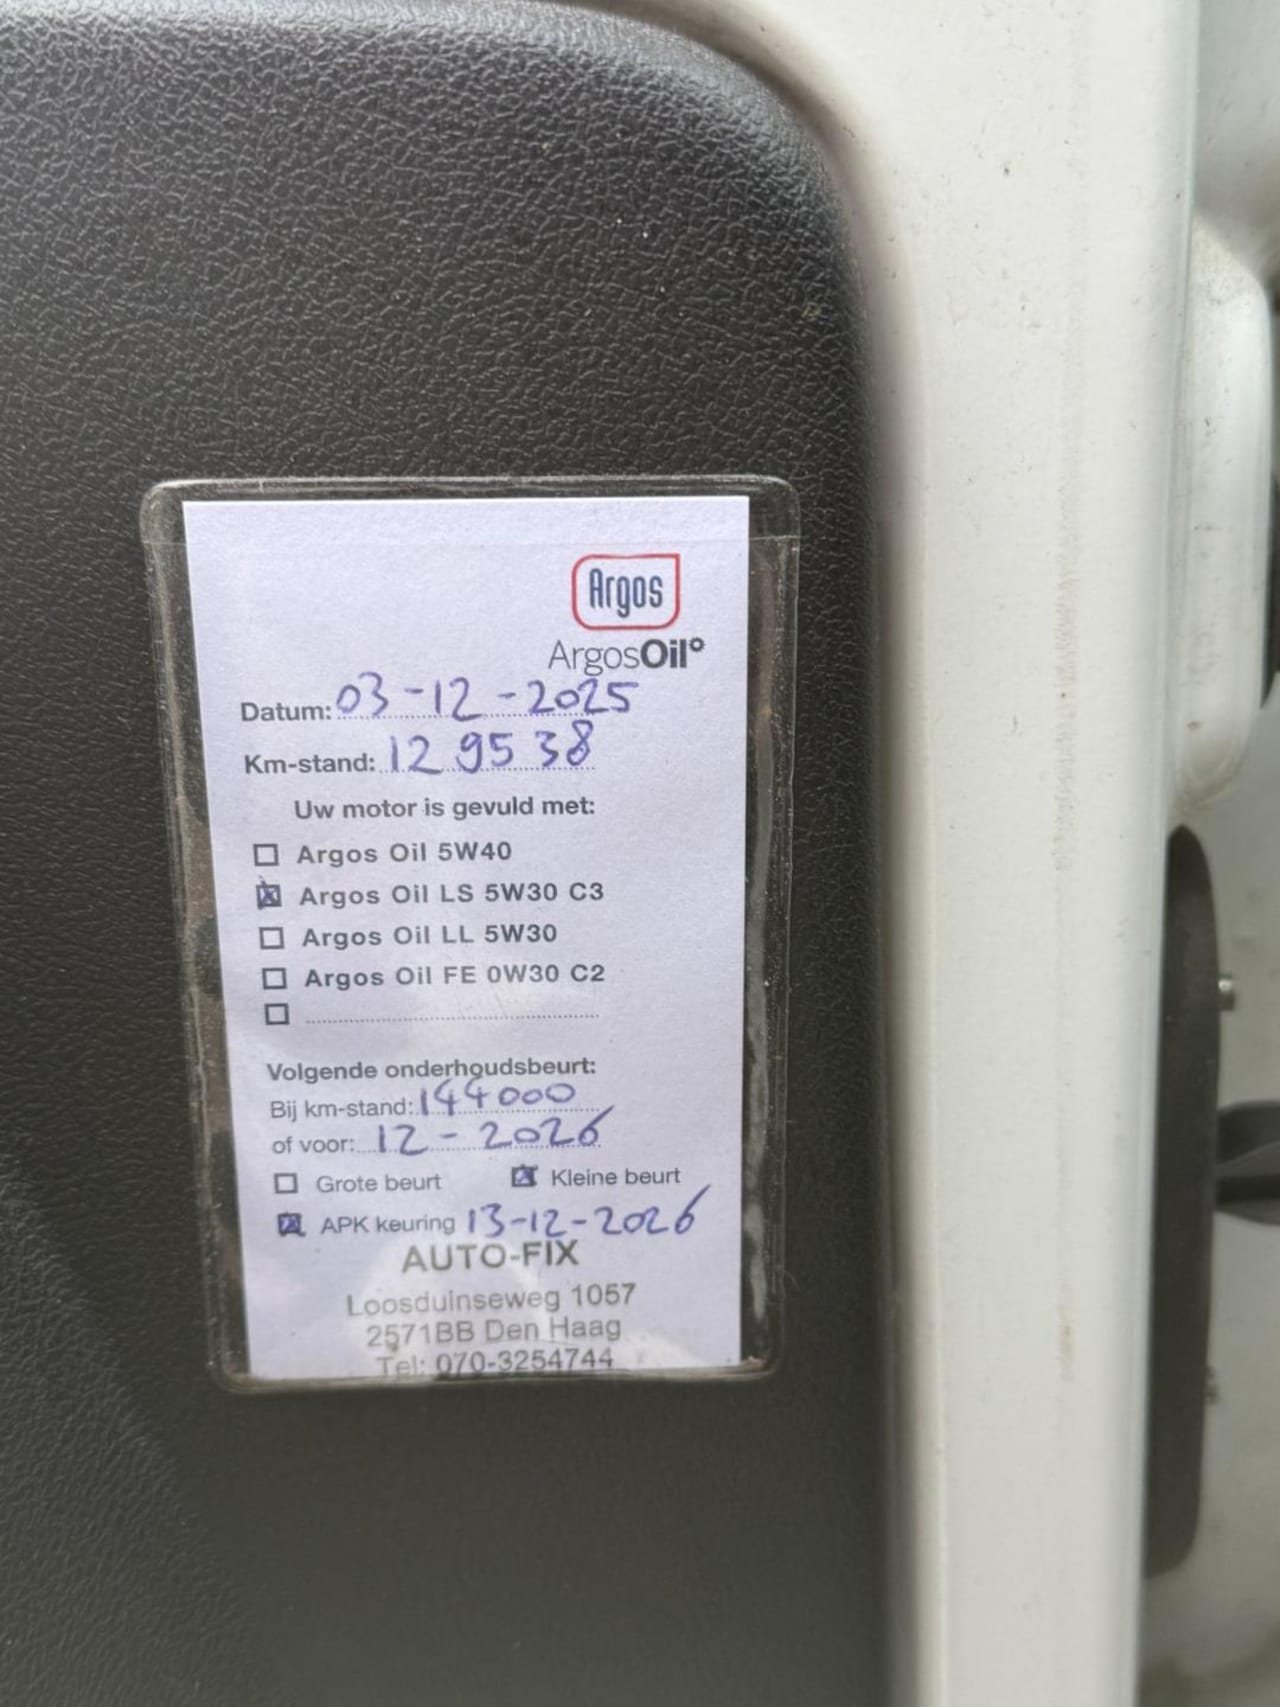 Argos
ArgosOil
Datum: 03-12-2025
Km-stand: 129538
Uw motor is gevuld met:
Argos Oil 5W40
Argos Oil LS 5W30 C3
Argos Oil LL 5W30
Argos Oil FE 0W30 C2
Volgende onderhoudsbeurt:
Bij km-stand: 144000
of voor: 12-2026
Grote beurt Kleine beurt
APK keuring 13-12-2026
AUTO-FIX
Loosduinseweg 1057
2571BB Den Haag
Tel: 070-3254744